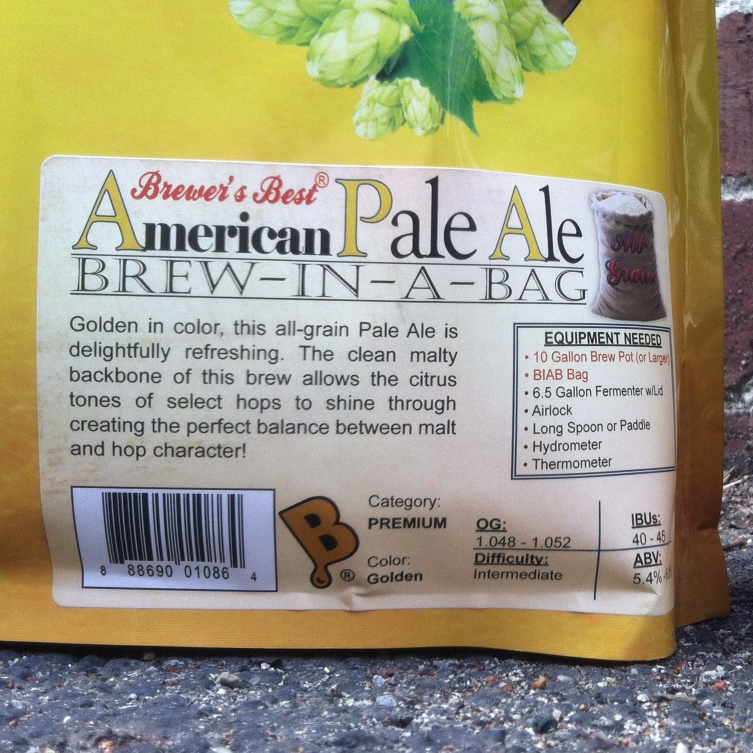 Brewer's Best®
American Pale Ale
BREW-IN-A-BAG
All
Grain
Golden in color, this all-grain Pale Ale is
delightfully refreshing. The clean malty
backbone of this brew allows the citrus
tones of select hops to shine through
creating the perfect balance between malt
and hop character!
EQUIPMENT NEEDED
• 10 Gallon Brew Pot (or Larger)
• BIAB Bag
• 6.5 Gallon Fermenter w/Lid
• Airlock
• Long Spoon or Paddle
• Hydrometer
• Thermometer
8 88690 01086 4
B®
Category:
PREMIUM
Color:
Golden
OG:
1.048 - 1.052
Difficulty:
Intermediate
IBUs:
40 - 45
ABV:
5.4% -